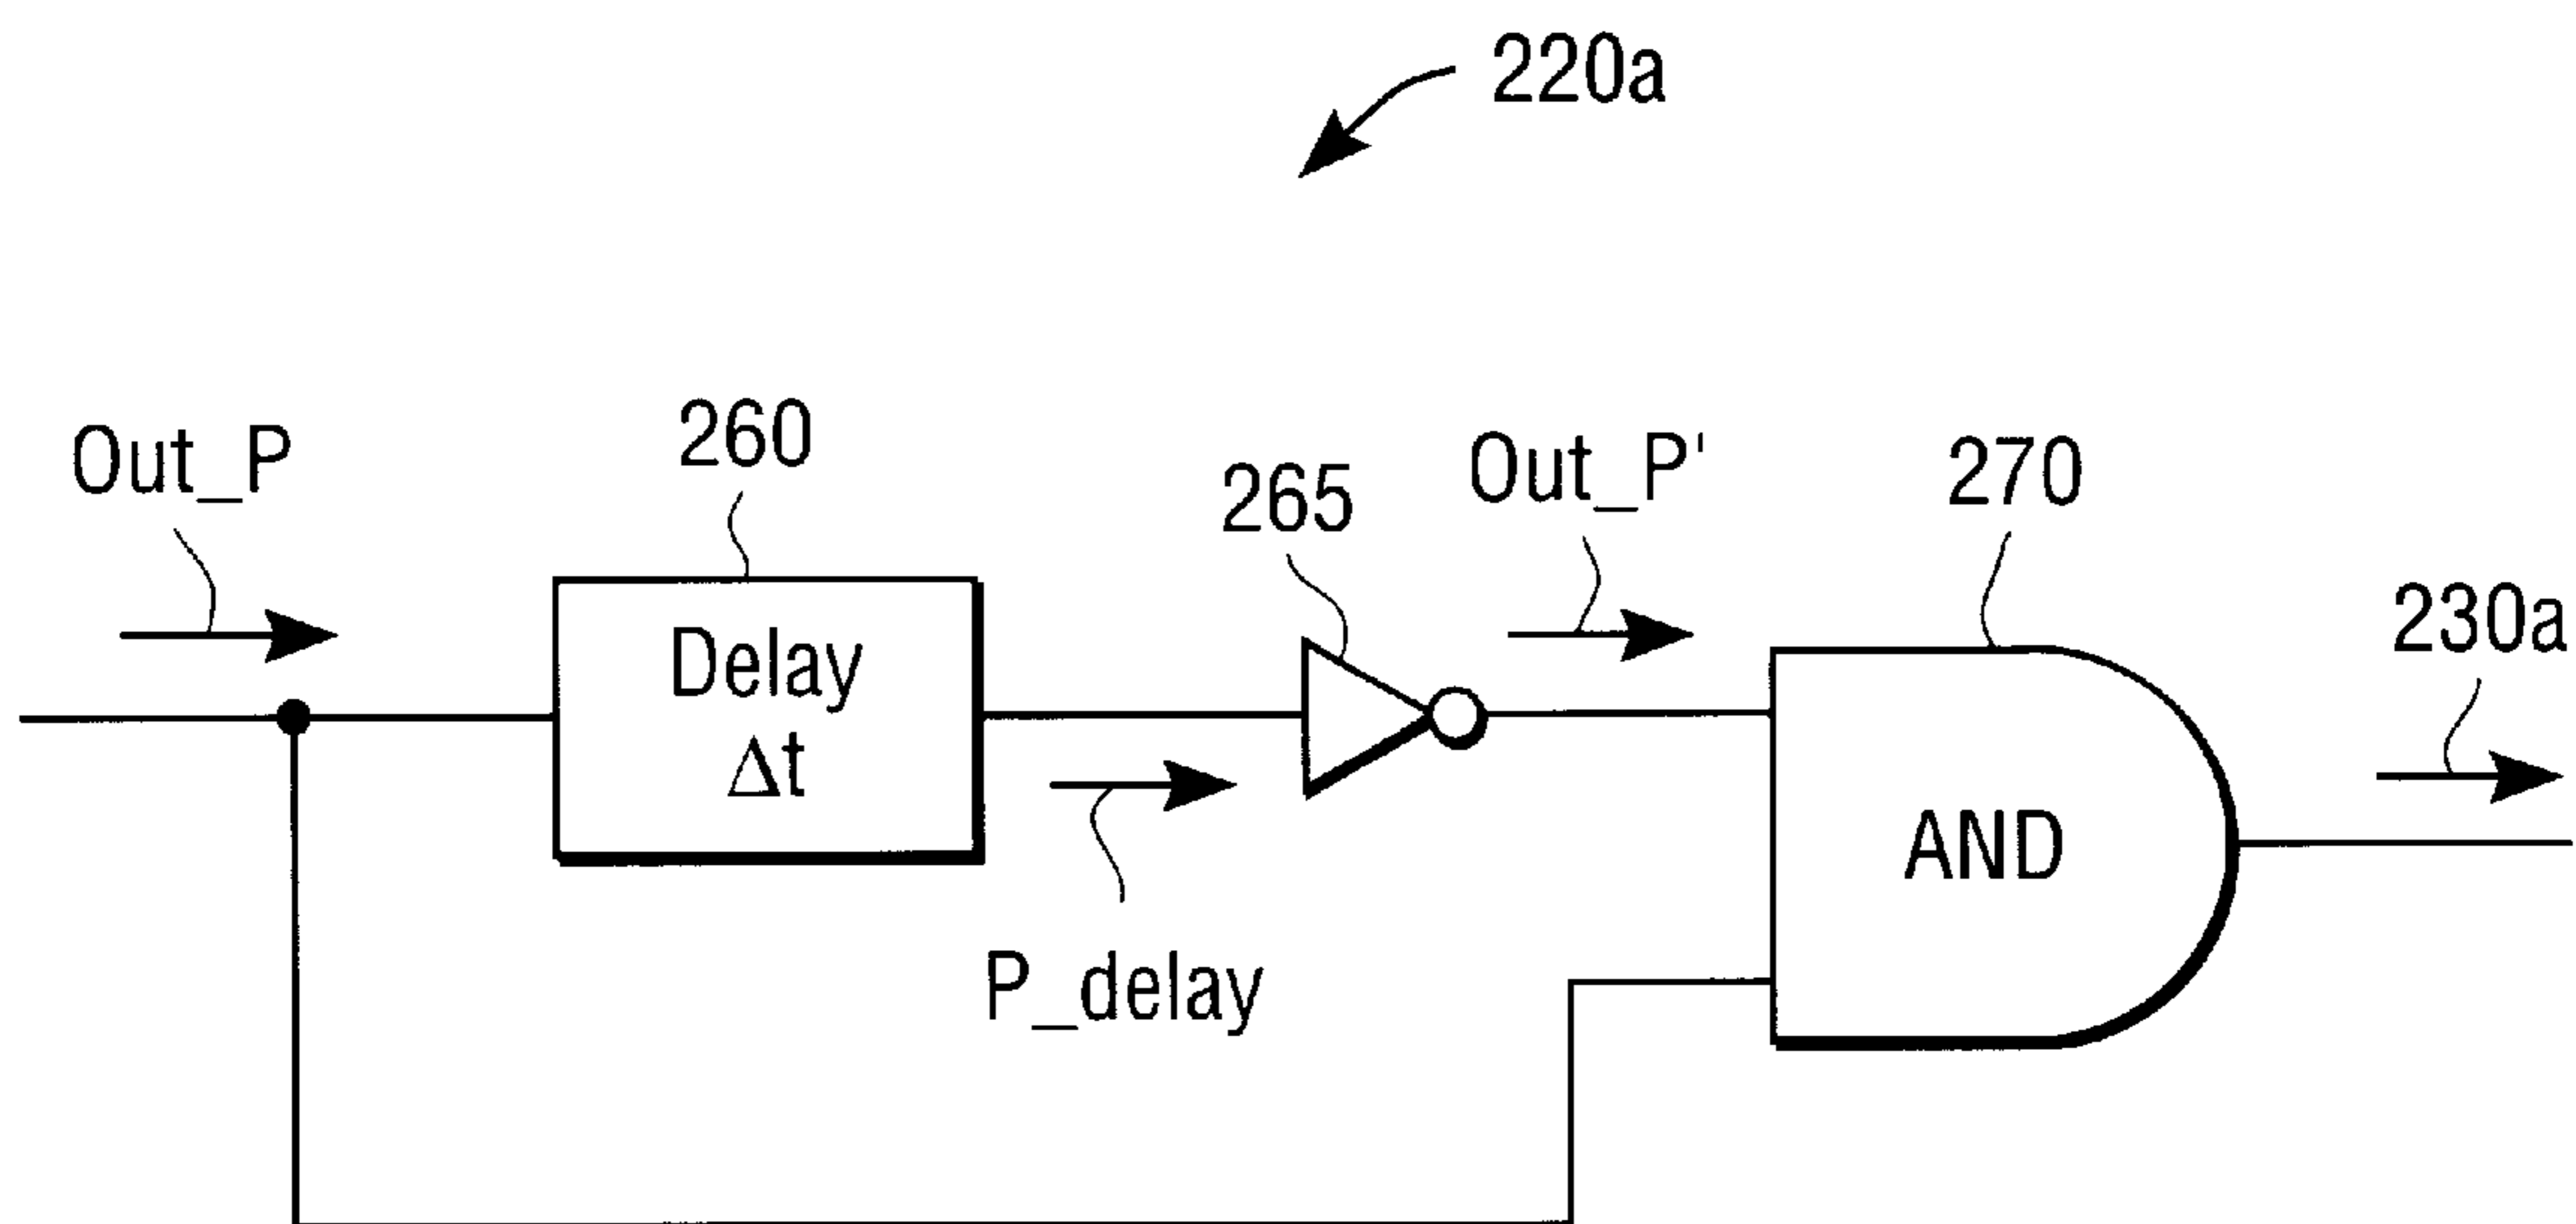 220a
Out_P
260
265
Out_P'
270
230a
Delay
Δt
P_delay
AND